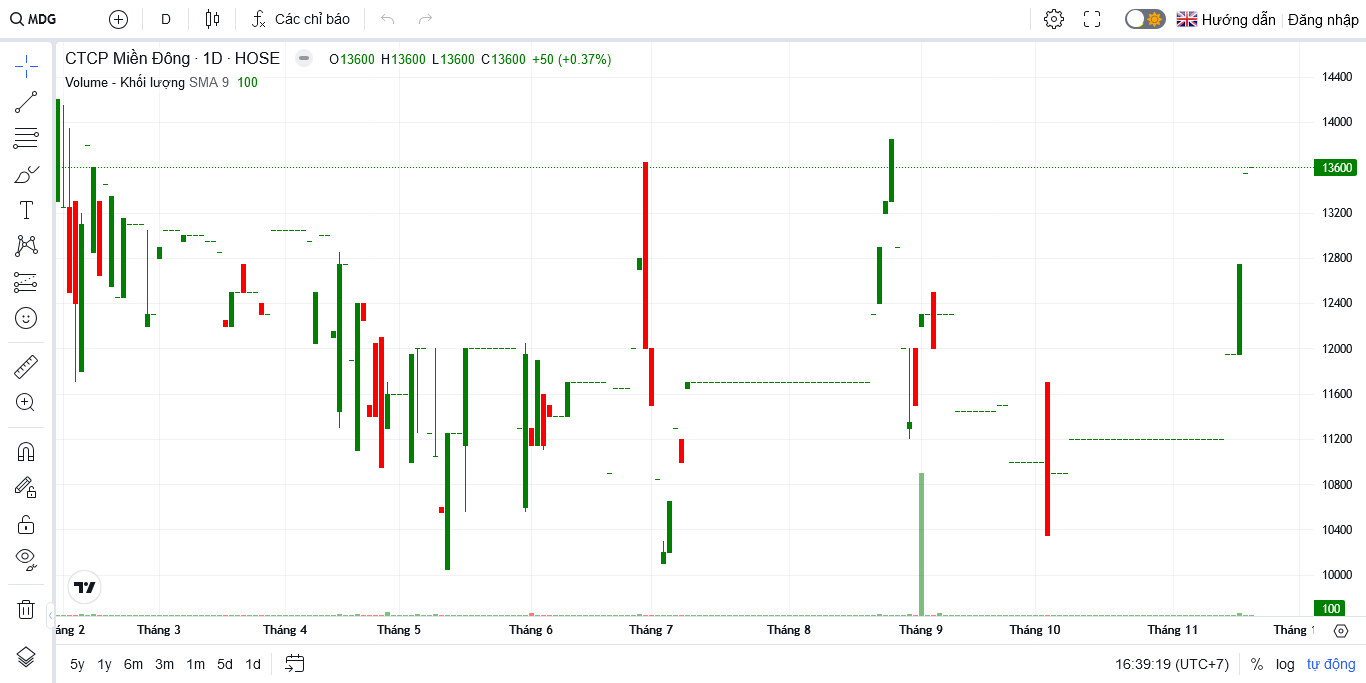 MDG D Các chỉ báo Hướng dẫn Đăng nhập
CTCP Miền Đông · 1D · HOSE O13600 H13600 L13600 C13600 +50 (+0.37%)
Volume - Khối lượng SMA 9 100
14400
14000
13600
13200
12800
12400
12000
11600
11200
10800
10400
10000
100
áng 2 Tháng 3 Tháng 4 Tháng 5 Tháng 6 Tháng 7 Tháng 8 Tháng 9 Tháng 10 Tháng 11 Tháng 1
5y 1y 6m 3m 1m 5d 1d 16:39:19 (UTC+7) % log tự động